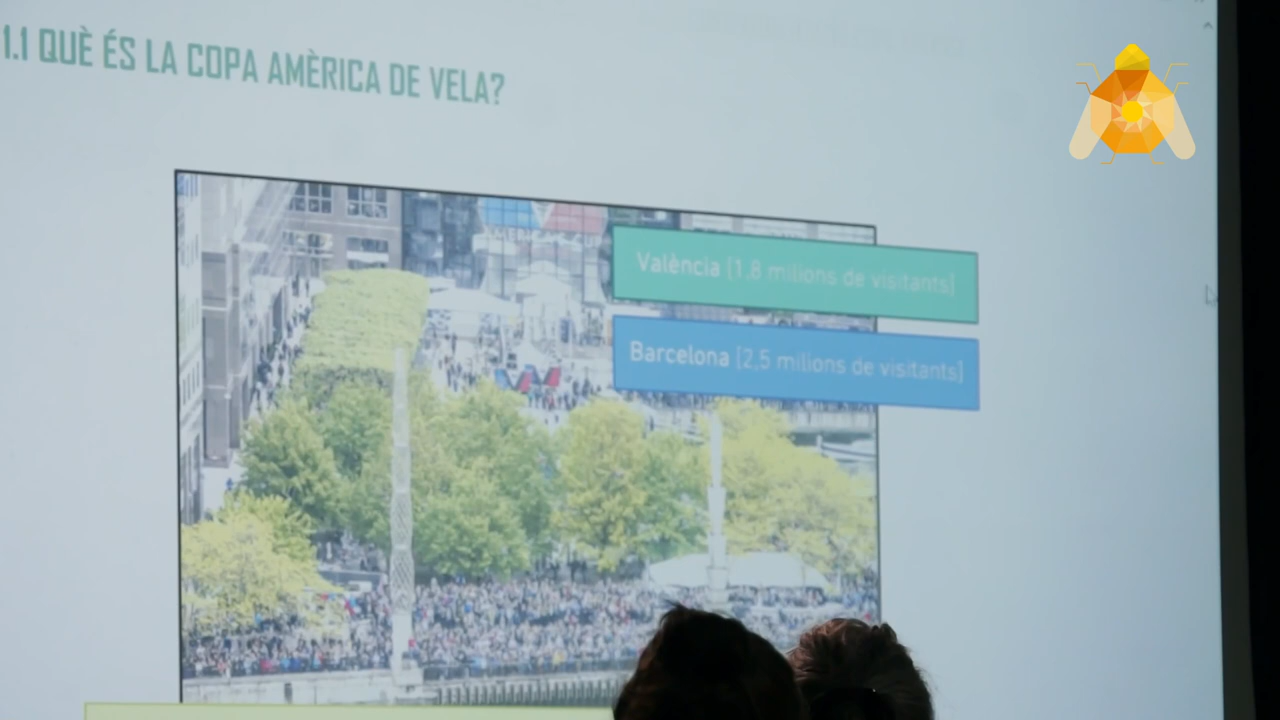 1.1 QUÈ ÉS LA COPA AMÈRICA DE VELA?
València [1,8 milions de visitants]
Barcelona [2,5 milions de visitants]